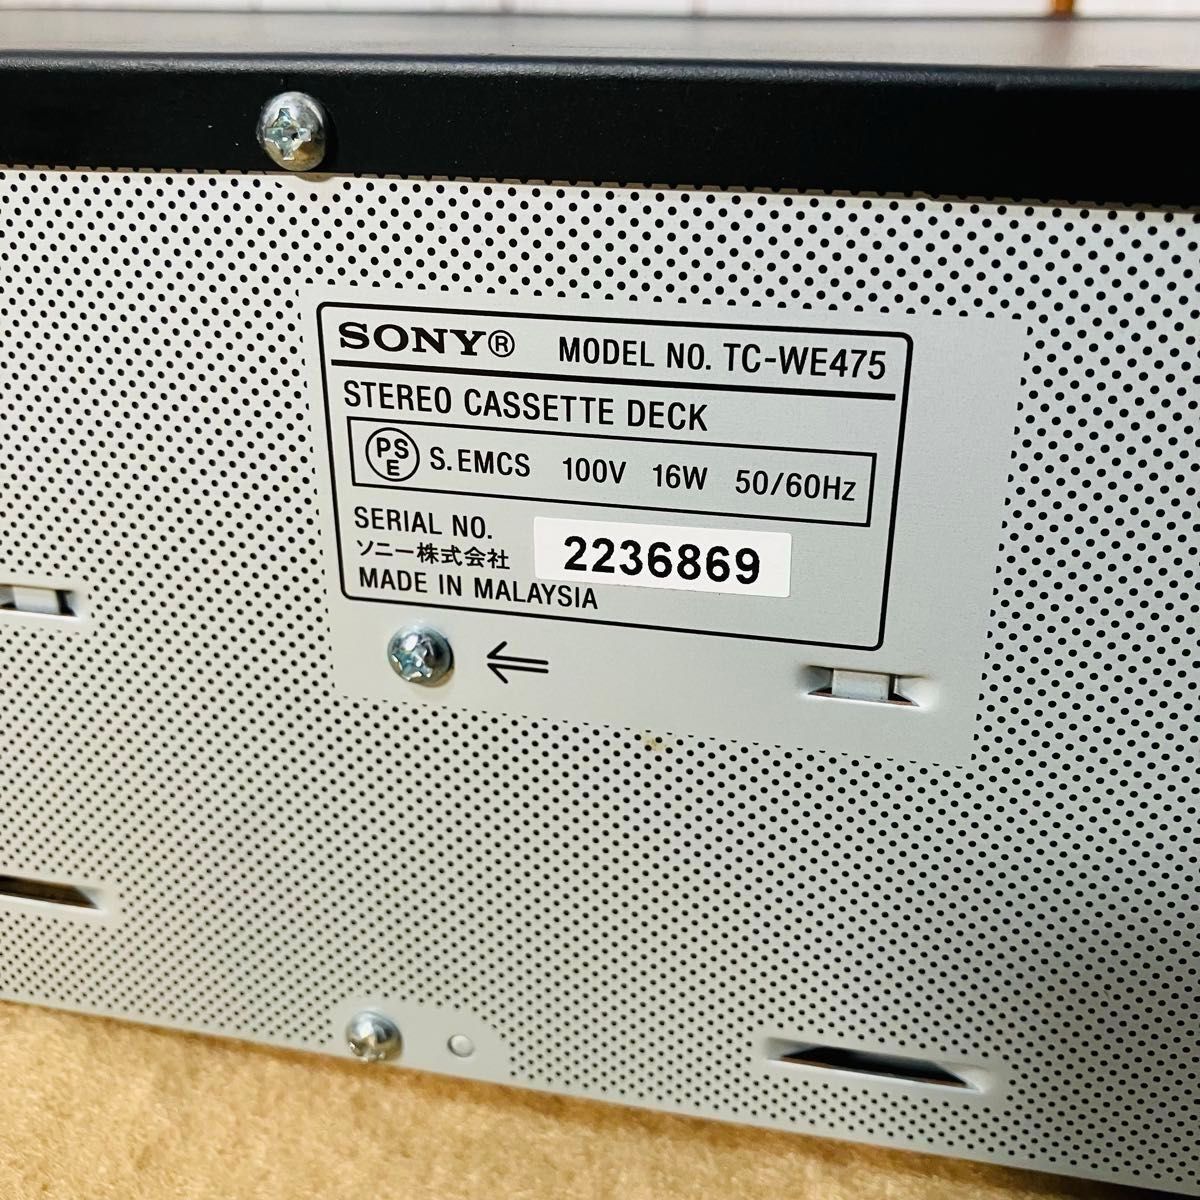 SONY® MODEL NO. TC-WE475
STEREO CASSETTE DECK
PSE S.EMCS 100V 16W 50/60Hz
SERIAL NO.
ソニー株式会社 2236869
MADE IN MALAYSIA